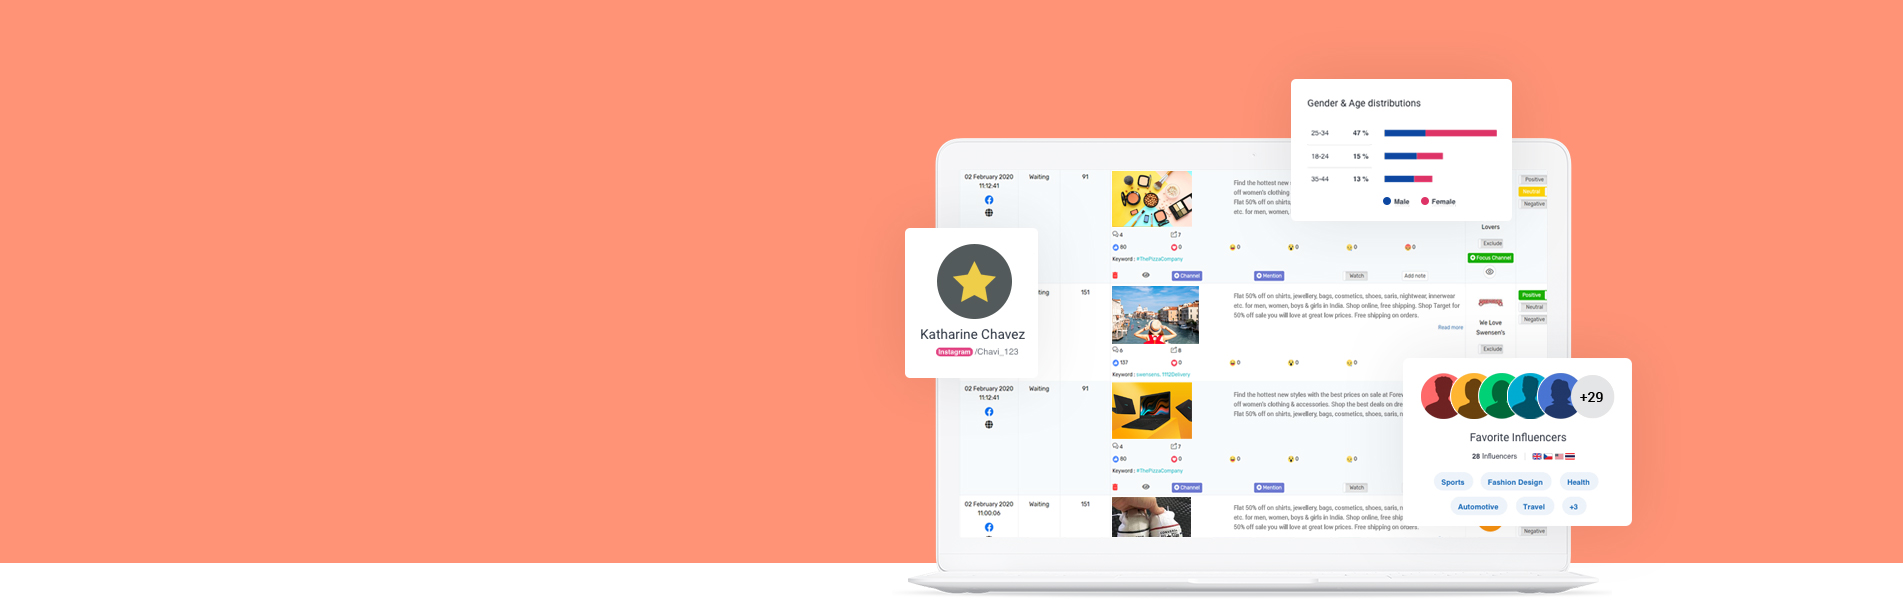 Gender & Age distributions
25-34 47 %
18-24 15 %
35-44 13 %
Male Female
02 February 2020
11:12:41
Waiting
91
Find the hottest new
off women's clothing
Flat 50% off on shirts,
etc. for men, women,
Positive
Neutral
Negative
Lovers
Exclude
Focus Channel
4 7
80 0 0 0 0 0
Keyword : #ThePizzaCompany
Channel Mention Watch Add note
Katharine Chavez
Instagram /Chavi_123
ting
151
Flat 50% off on shirts, jewellery, bags, cosmetics, shoes, saris, nightwear, innerwear
etc. for men, women, boys & girls in India. Shop online, free shipping. Shop Target for
50% off sale you will love at great low prices. Free shipping on orders.
Read more
We Love
Swensen's
Exclude
Positive
Neutral
Negative
6 8
137 0 0 0 0
Keyword : swensens, 1112Delivery
02 February 2020
11:12:41
Waiting
91
Find the hottest new styles with the best prices on sale at Forev
off women's clothing & accessories. Shop the best deals on dre
Flat 50% off on shirts, jewellery, bags, cosmetics, shoes, saris, n
4 7
80 0 0 0 0
Keyword : #ThePizzaCompany
Channel Mention Watch
+29
Favorite Influencers
28 Influencers
Sports Fashion Design Health
Automotive Travel +3
02 February 2020
11:00:06
Waiting
151
Flat 50% off on shirts, jewellery, bags, cosmetics, shoes, saris, n
etc. for men, women, boys & girls in India. Shop online, free ship
50% off sale you will love at great low prices. Free shipping on orders.
Negative